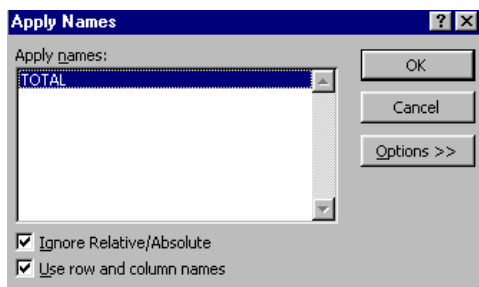 Apply Names
Apply names:
TOTAL
OK
Cancel
Options >>
Ignore Relative/Absolute
Use row and column names